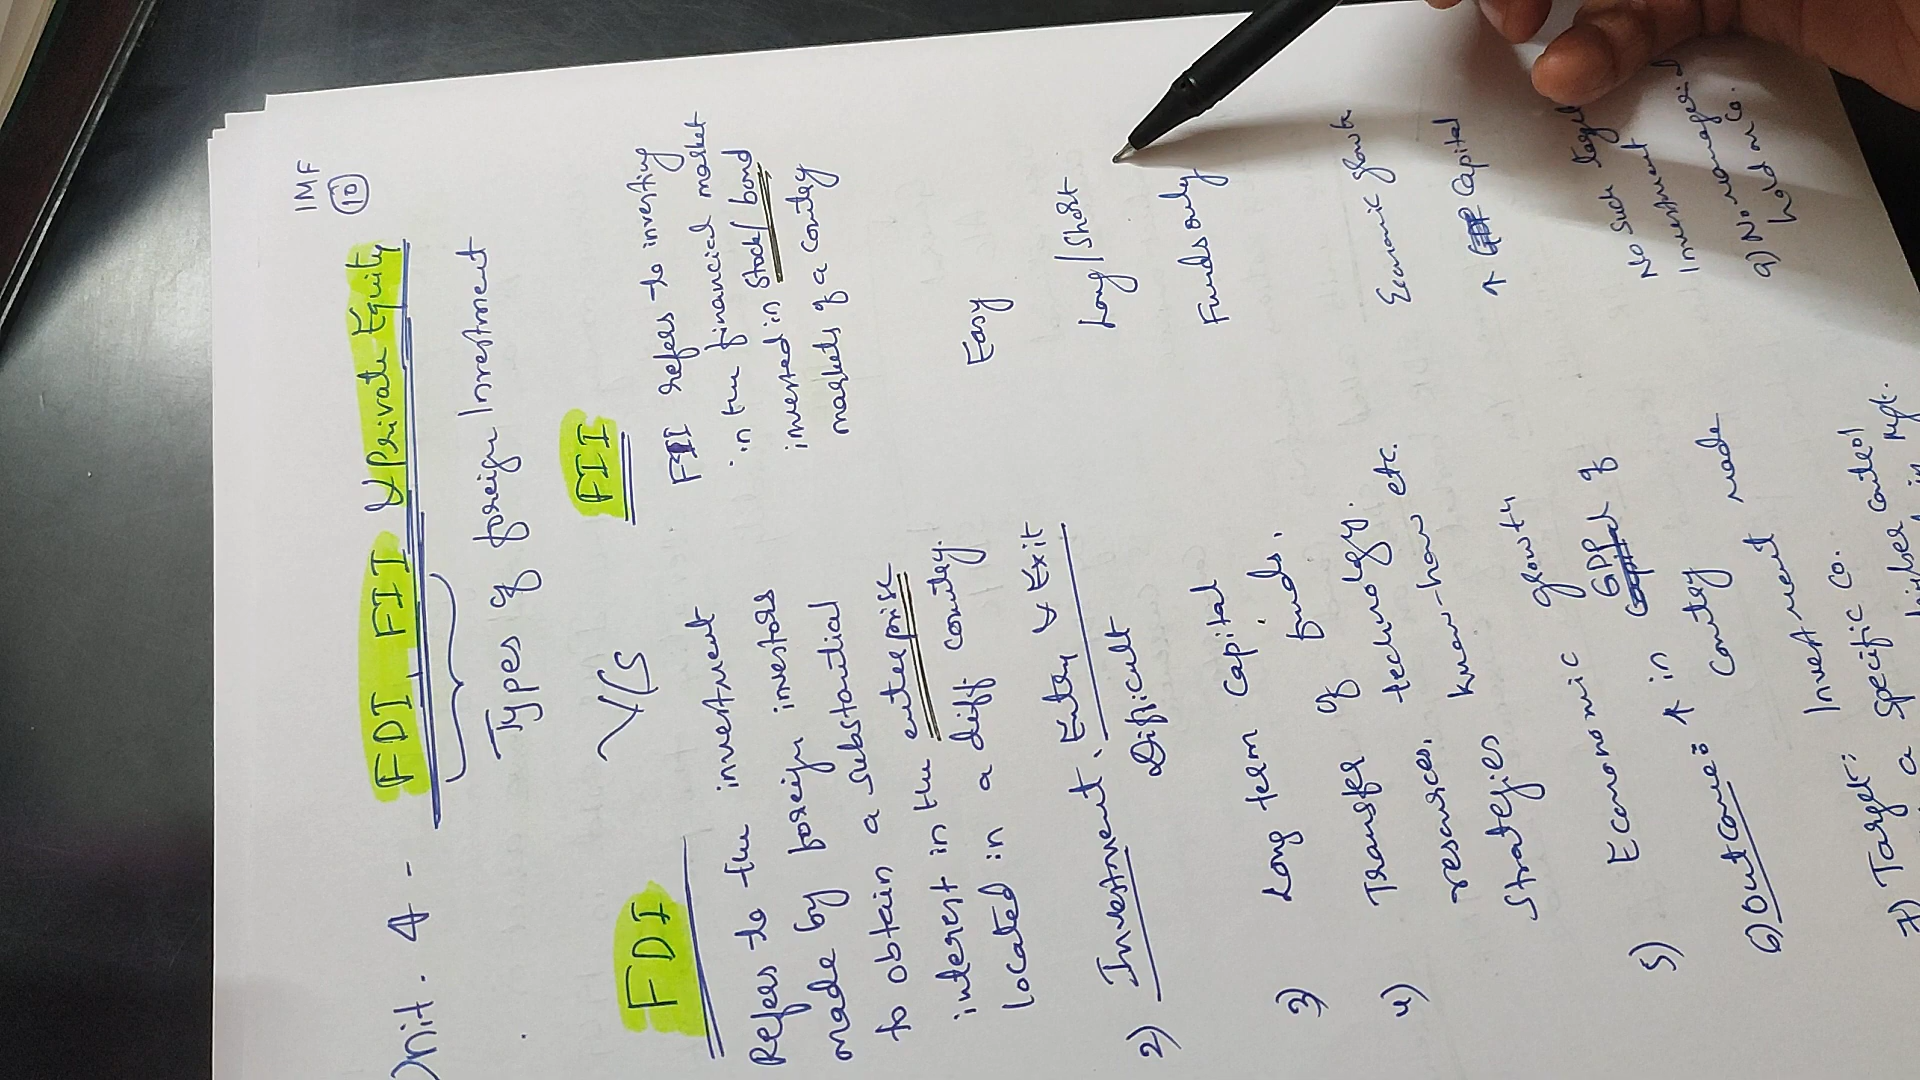 IMF
10
Unit. 4 - FDI, FII & Private Equity
Types of foreign Investment
FDI V/s FII
Refers to the investment
made by foreign investors
to obtain a substantial
interest in the enterprise
located in a diff country.
FII refers to investing
in the financial market
invested in Stock/bond
markets of a country
2) Investment, Entry & Exit
Difficult
Easy
3) Long term capital
Long/Short
4) Transfer of funds,
resources, technology.
Strategies know-how etc.
Funds only
5) Economic growth
Economic growth
6) Outcome: ↑ in GDP of
country made
Investment
↑ Capital
7) Target: Invest
specific Co.
No such target
Investment
a) No managerial
hold on Co.
control
in Mgt.